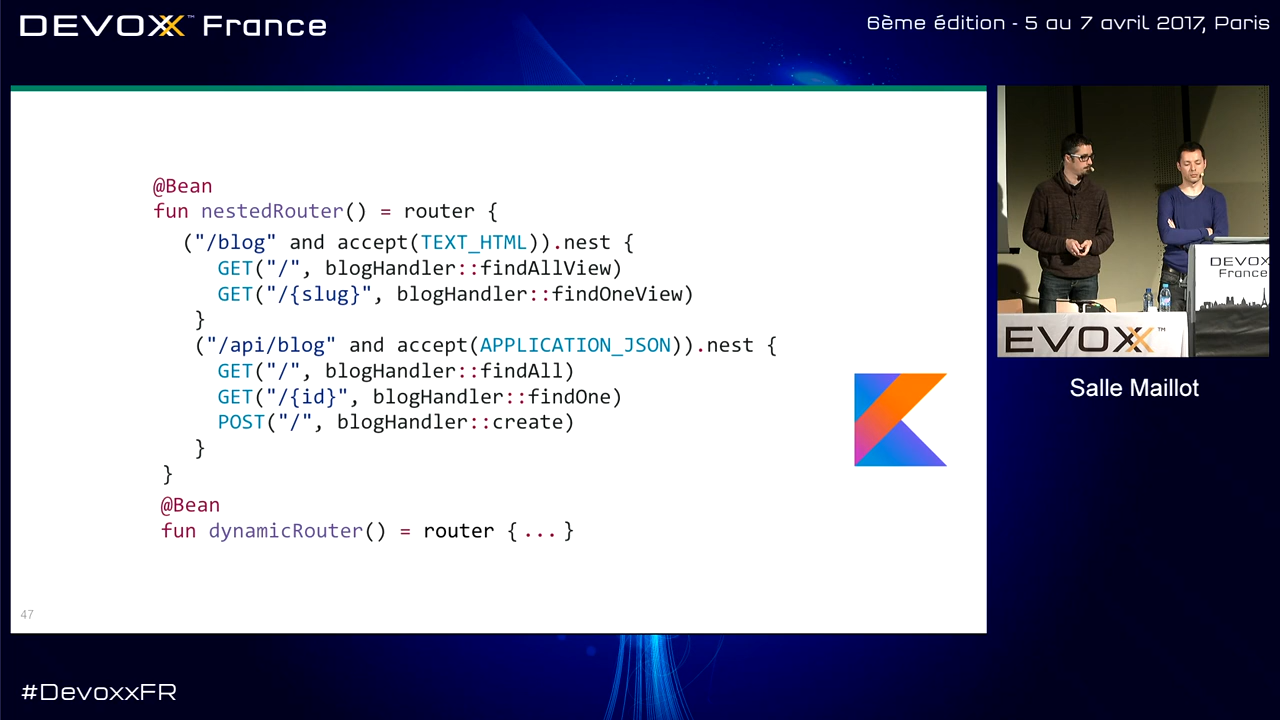 DEVOXX™ France
6ème édition - 5 au 7 avril 2017, Paris
@Bean
fun nestedRouter() = router {
("/blog" and accept(TEXT_HTML)).nest {
GET("/", blogHandler::findAllView)
GET("/{slug}", blogHandler::findOneView)
}
("/api/blog" and accept(APPLICATION_JSON)).nest {
GET("/", blogHandler::findAll)
GET("/{id}", blogHandler::findOne)
POST("/", blogHandler::create)
}
}
@Bean
fun dynamicRouter() = router {...}
47
DEVOXX
France
EVOXX™
Salle Maillot
#DevoxxFR